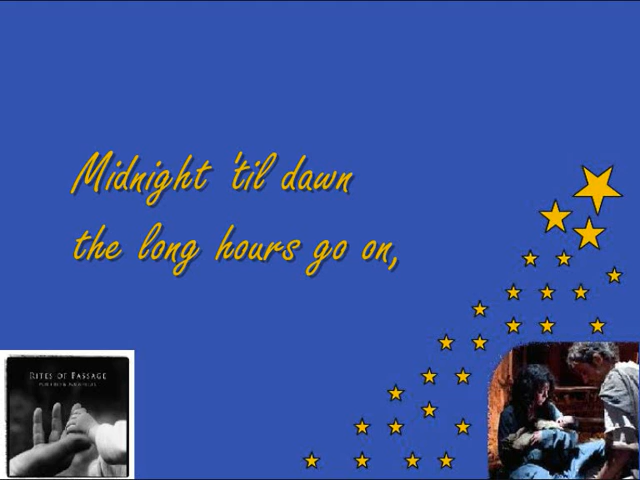 Midnight 'til dawn
the long hours go on,
RITES OF PASSAGE